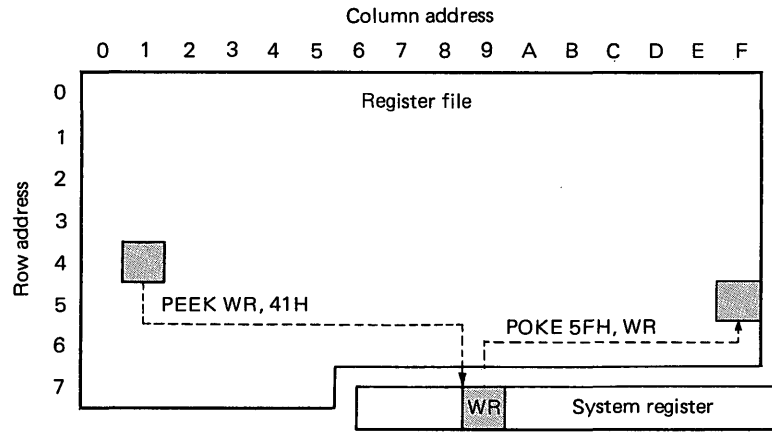 Column address
0 1 2 3 4 5 6 7 8 9 A B C D E F
Row address
0
Register file
1
2
3
4
5
PEEK WR, 41H
POKE 5FH, WR
6
7
WR
System register